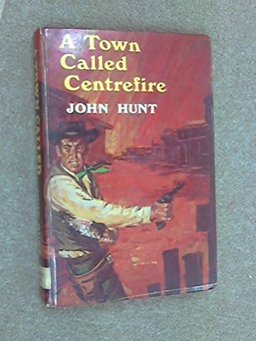 A Town
Called
Centrefire
JOHN HUNT